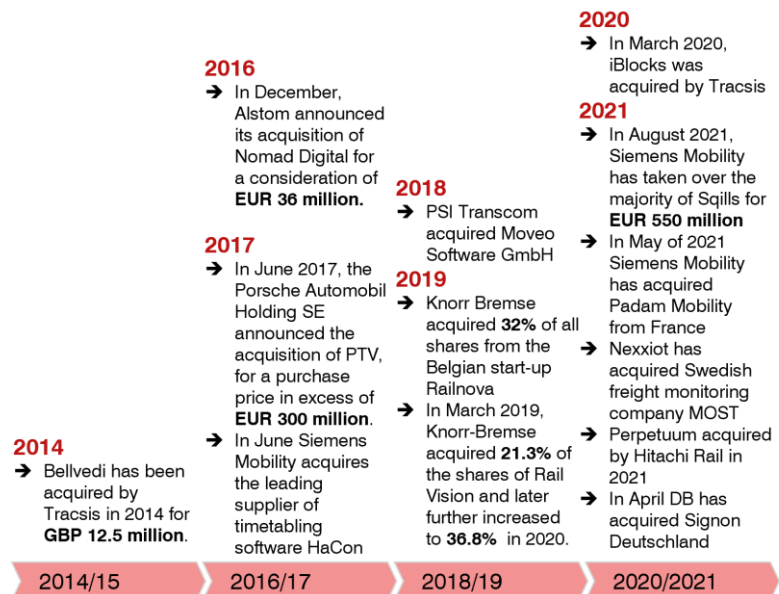 2014
➔ Bellvedi has been
acquired by
Tracsis in 2014 for
GBP 12.5 million.
2016
➔ In December,
Alstom announced
its acquisition of
Nomad Digital for
a consideration of
EUR 36 million.
2017
➔ In June 2017, the
Porsche Automobil
Holding SE
announced the
acquisition of PTV,
for a purchase
price in excess of
EUR 300 million.
➔ In June Siemens
Mobility acquires
the leading
supplier of
timetabling
software HaCon
2018
➔ PSI Transcom
acquired Moveo
Software GmbH
2019
➔ Knorr Bremse
acquired 32% of all
shares from the
Belgian start-up
Railnova
➔ In March 2019,
Knorr-Bremse
acquired 21.3% of
the shares of Rail
Vision and later
further increased
to 36.8% in 2020.
2020
➔ In March 2020,
iBlocks was
acquired by Tracsis
2021
➔ In August 2021,
Siemens Mobility
has taken over the
majority of Sqills for
EUR 550 million
➔ In May of 2021
Siemens Mobility
has acquired
Padam Mobility
from France
➔ Nexxiot has
acquired Swedish
freight monitoring
company MOST
➔ Perpetuum acquired
by Hitachi Rail in
2021
➔ In April DB has
acquired Signon
Deutschland
2014/15
2016/17
2018/19
2020/2021